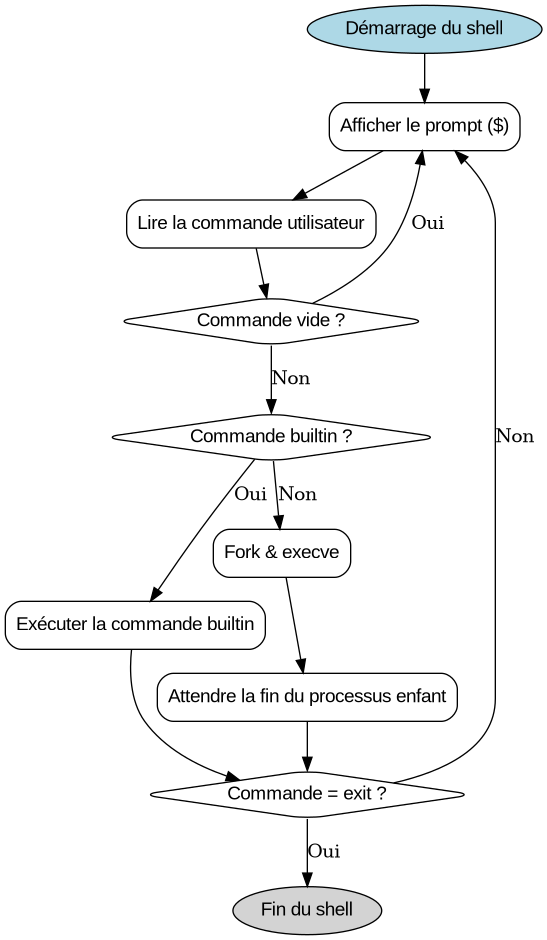 Démarrage du shell
Afficher le prompt ($)
Lire la commande utilisateur
Oui
Commande vide ?
Non
Commande builtin ?
Non
Oui
Non
Fork & execve
Exécuter la commande builtin
Attendre la fin du processus enfant
Commande = exit ?
Oui
Fin du shell